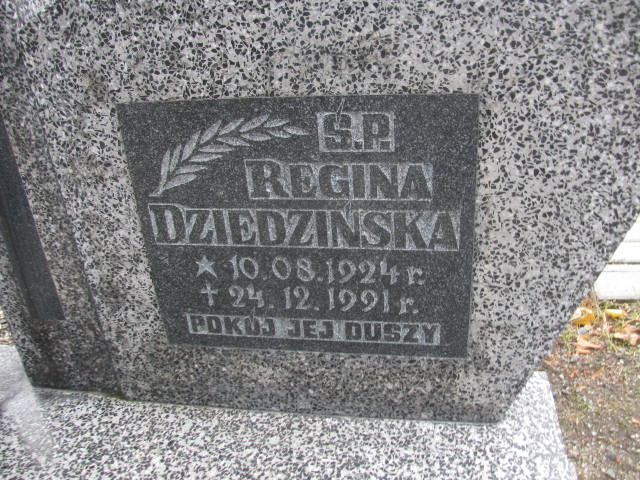 Ś.P.
REGINA
DZIEDZIŃSKA
★ 10.08.1924 r.
✝ 24.12.1991 r.
POKÓJ JEJ DUSZY